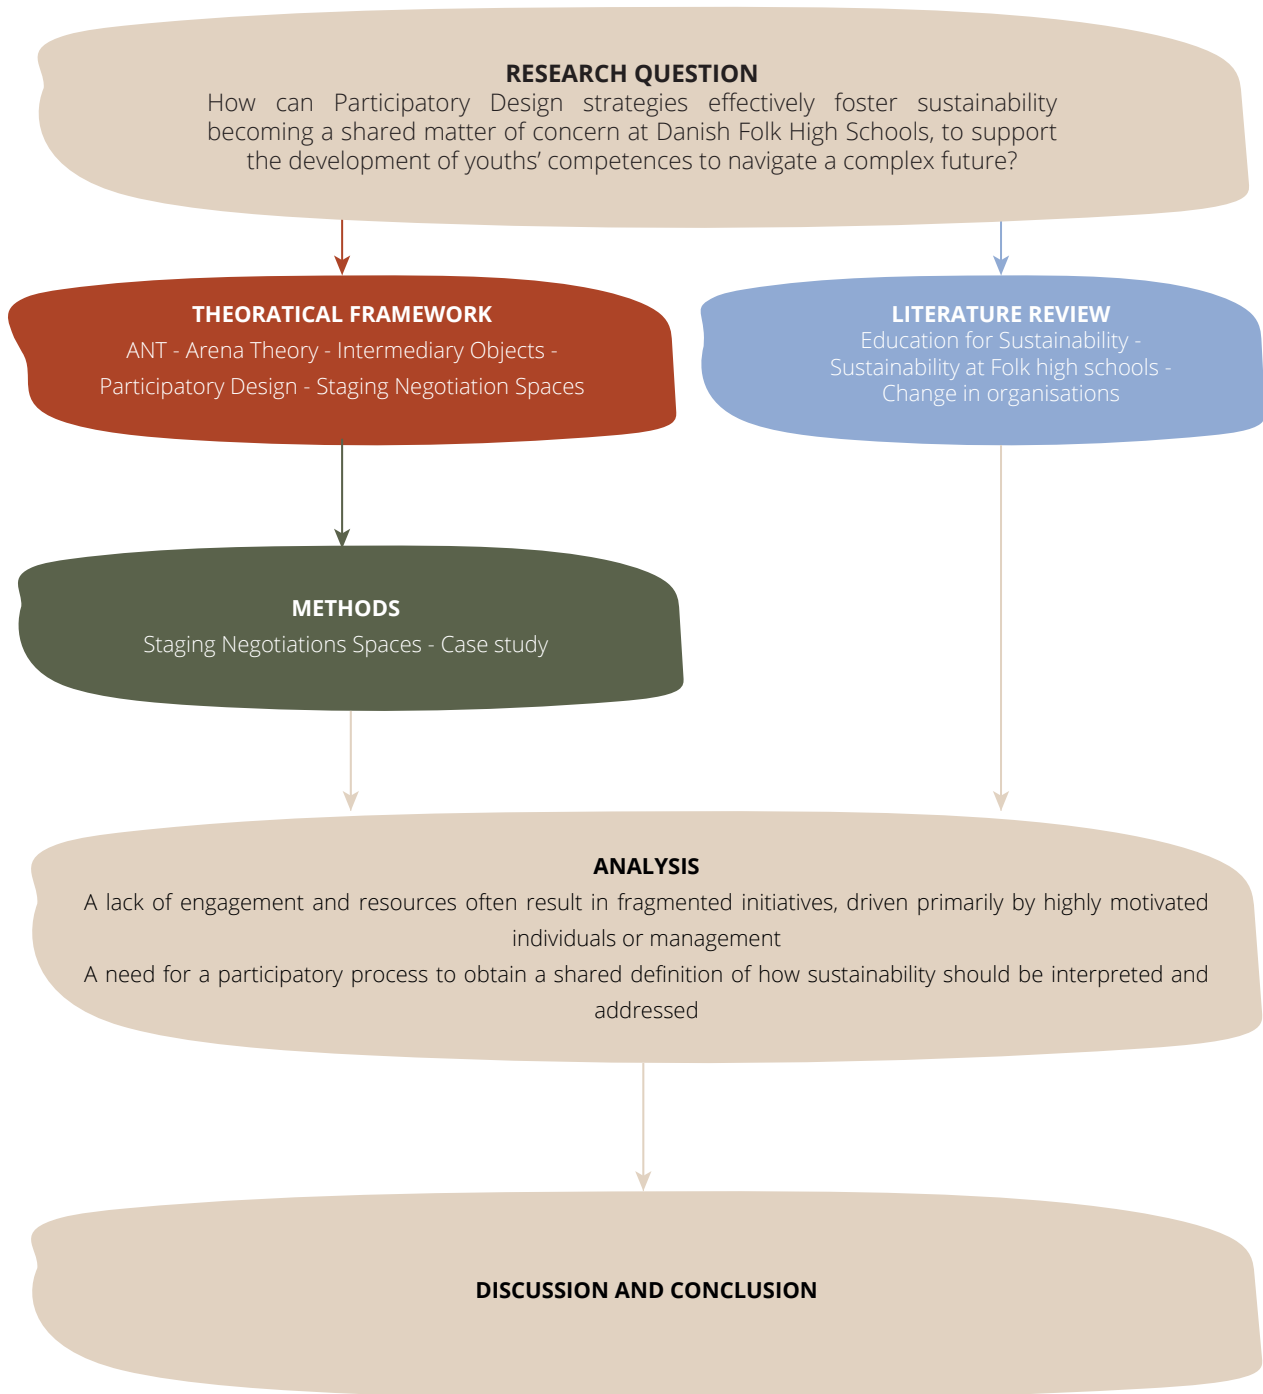 RESEARCH QUESTION
How can Participatory Design strategies effectively foster sustainability
becoming a shared matter of concern at Danish Folk High Schools, to support
the development of youths’ competences to navigate a complex future?
THEORATICAL FRAMEWORK
ANT - Arena Theory - Intermediary Objects -
Participatory Design - Staging Negotiation Spaces
LITERATURE REVIEW
Education for Sustainability -
Sustainability at Folk high schools -
Change in organisations
METHODS
Staging Negotiations Spaces - Case study
ANALYSIS
A lack of engagement and resources often result in fragmented initiatives, driven primarily by highly motivated
individuals or management
A need for a participatory process to obtain a shared definition of how sustainability should be interpreted and
addressed
DISCUSSION AND CONCLUSION